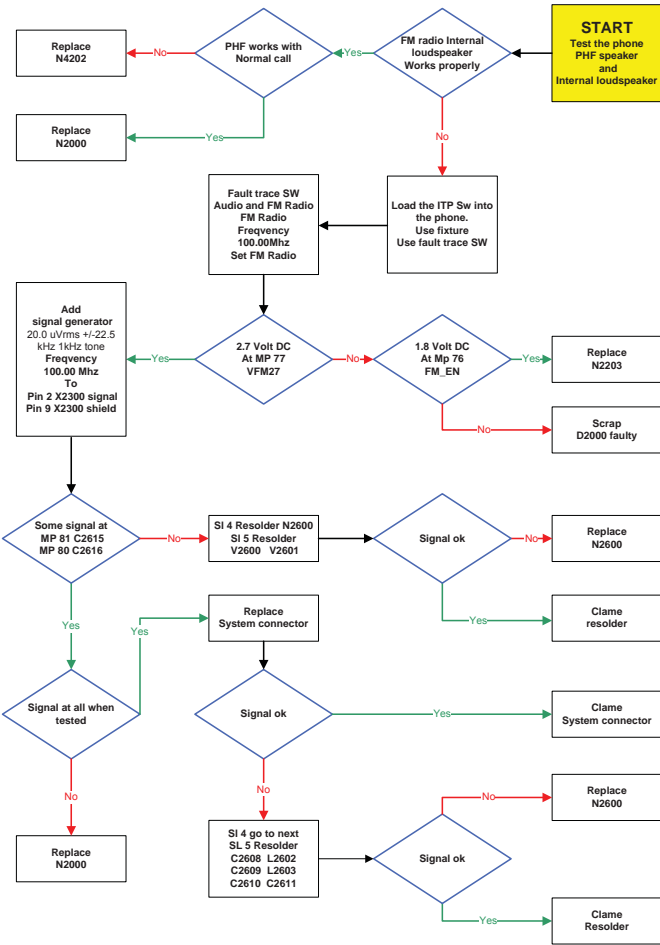 START
Test the phone
PHF speaker
and
Internal loudspeaker
FM radio Internal
loudspeaker
Works properly
Yes
PHF works with
Normal call
No
Replace
N4202
Yes
Replace
N2000
No
Load the ITP Sw into
the phone.
Use fixture
Use fault trace SW
Fault trace SW
Audio and FM Radio
FM Radio
Freqvency
100.00Mhz
Set FM Radio
2.7 Volt DC
At MP 77
VFM27
No
1.8 Volt DC
At Mp 76
FM_EN
Yes
Replace
N2203
No
Scrap
D2000 faulty
Yes
Add
signal generator
20.0 uVrms +/-22.5
kHz 1kHz tone
Freqvency
100.00 Mhz
To
Pin 2 X2300 signal
Pin 9 X2300 shield
Some signal at
MP 81 C2615
MP 80 C2616
No
SI 4 Resolder N2600
SI 5 Resolder
V2600 V2601
Signal ok
No
Replace
N2600
Yes
Clame
resolder
Yes
Signal at all when
tested
Yes
Replace
System connector
Signal ok
Yes
Clame
System connector
No
Replace
N2000
No
SI 4 go to next
SL 5 Resolder
C2608 L2602
C2609 L2603
C2610 C2611
Signal ok
No
Replace
N2600
Yes
Clame
Resolder